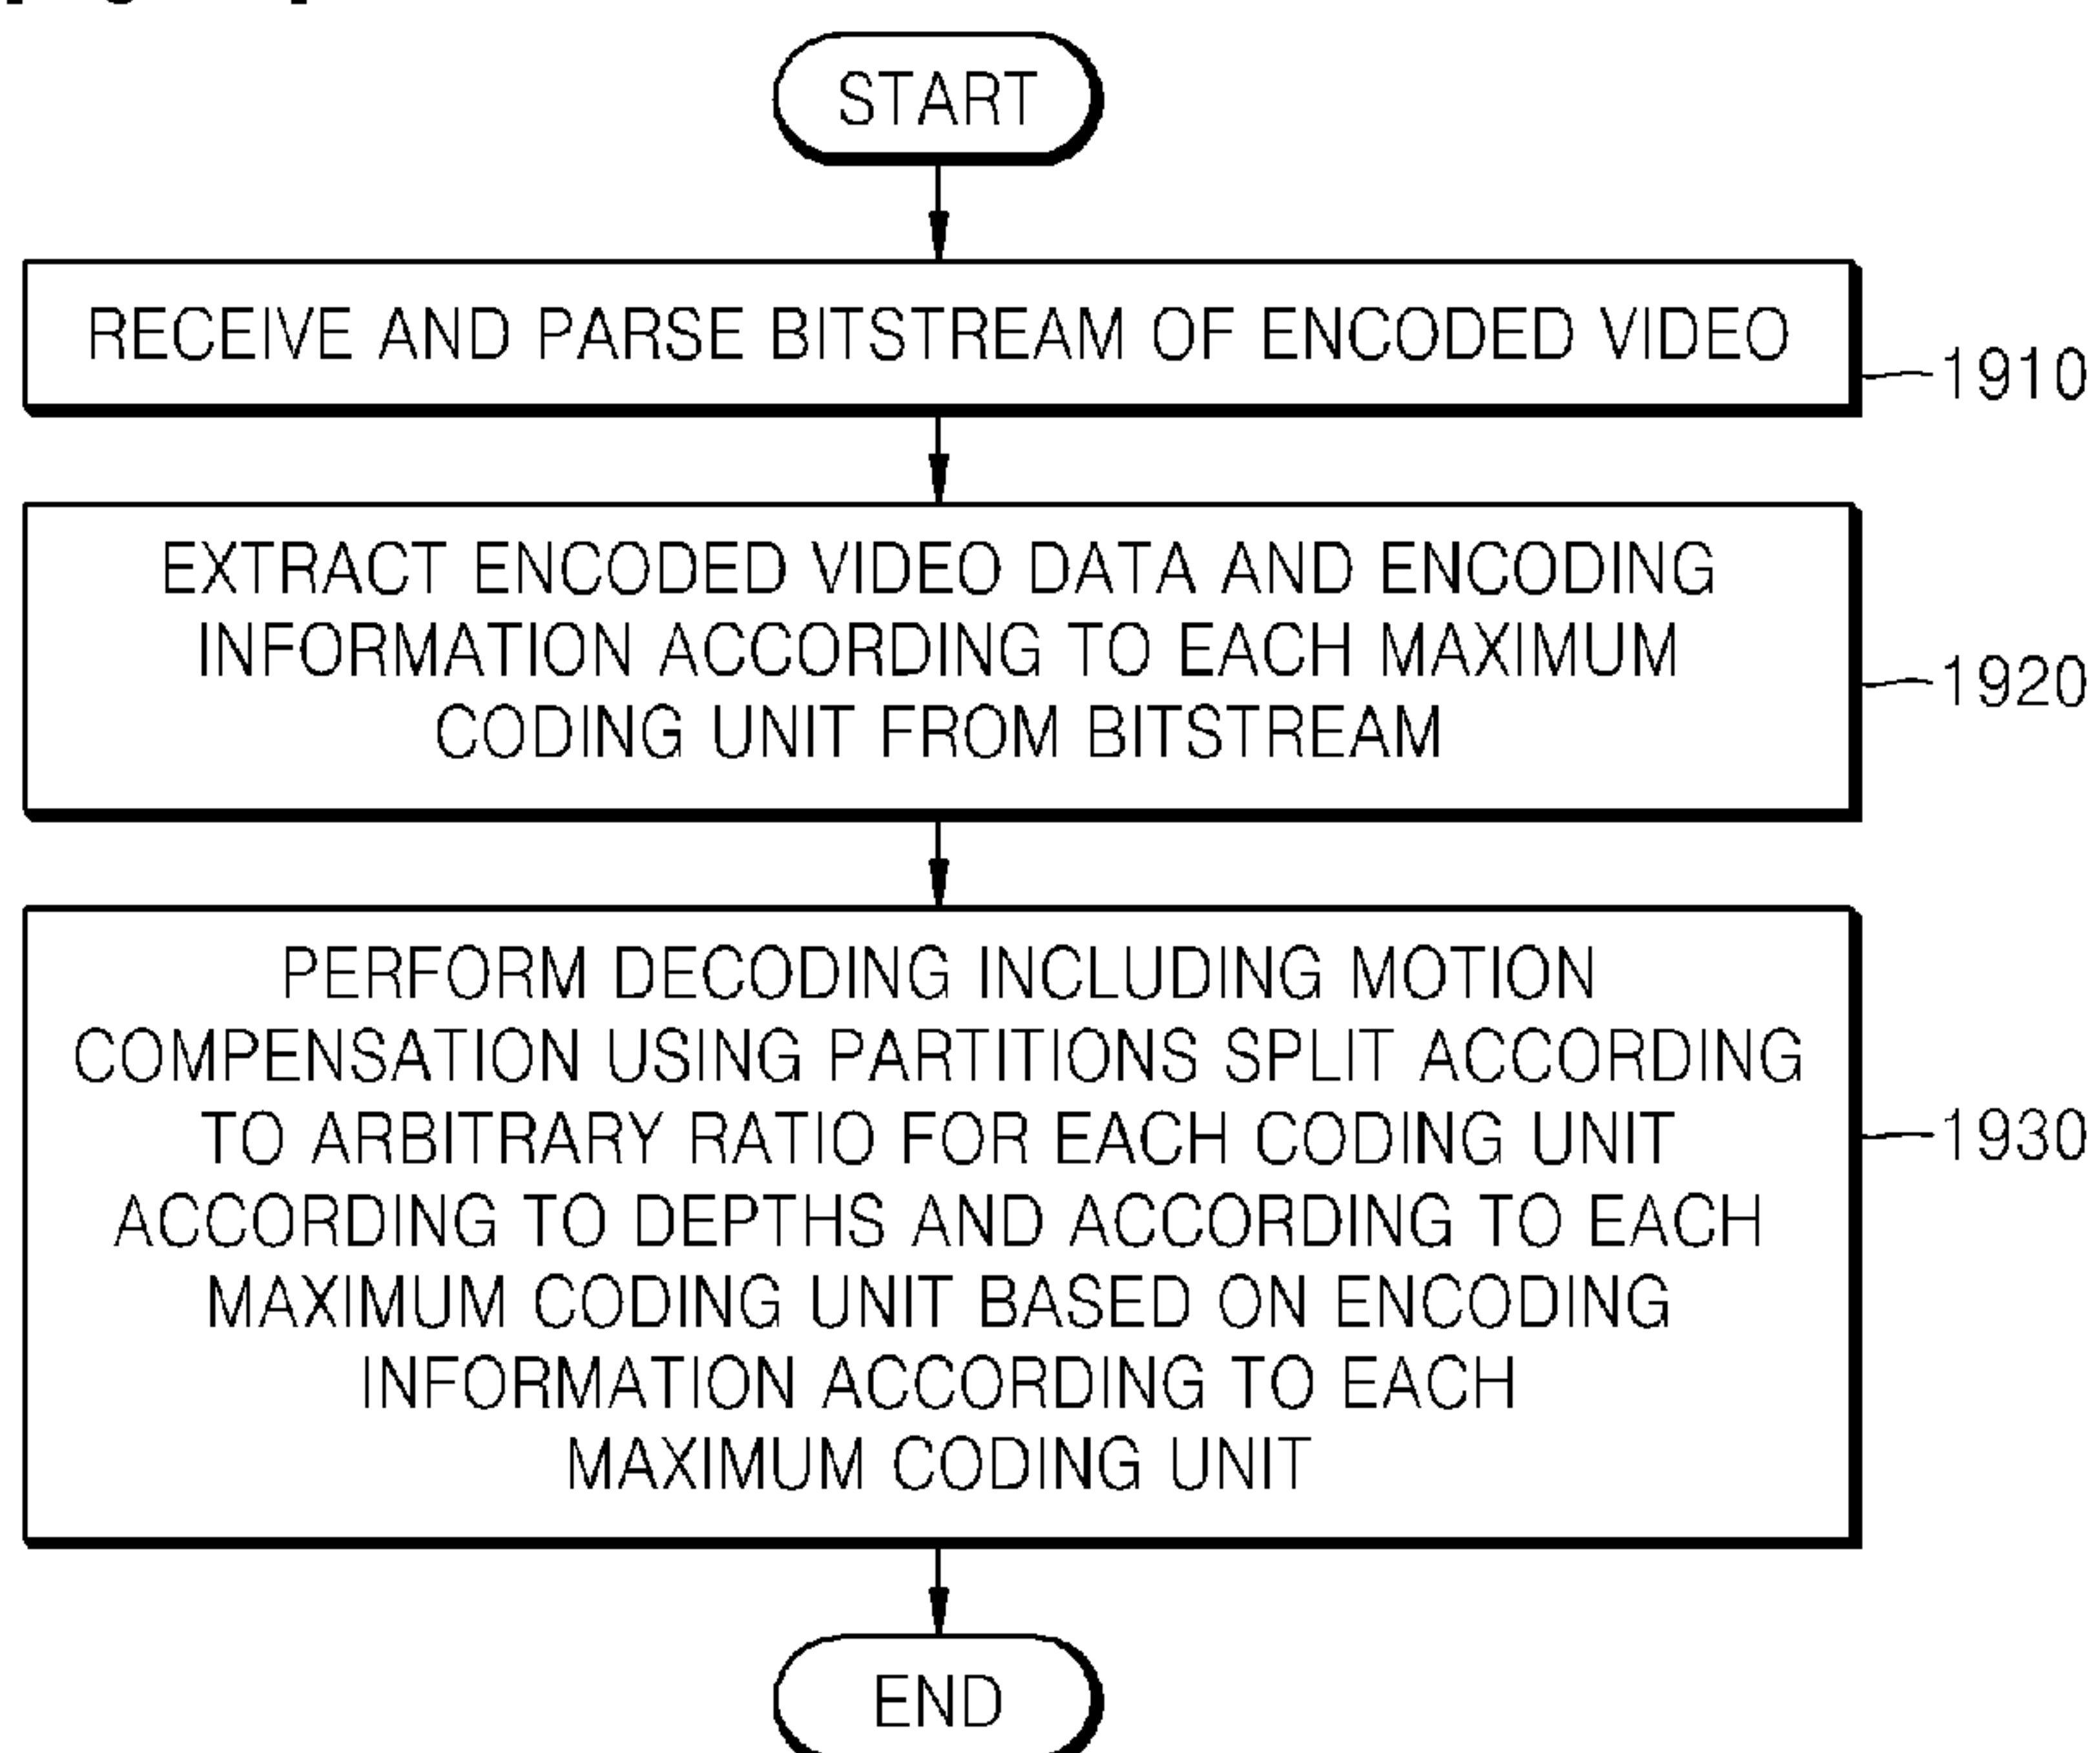 START
RECEIVE AND PARSE BITSTREAM OF ENCODED VIDEO
1910
EXTRACT ENCODED VIDEO DATA AND ENCODING
INFORMATION ACCORDING TO EACH MAXIMUM
CODING UNIT FROM BITSTREAM
1920
PERFORM DECODING INCLUDING MOTION
COMPENSATION USING PARTITIONS SPLIT ACCORDING
TO ARBITRARY RATIO FOR EACH CODING UNIT
ACCORDING TO DEPTHS AND ACCORDING TO EACH
MAXIMUM CODING UNIT BASED ON ENCODING
INFORMATION ACCORDING TO EACH
MAXIMUM CODING UNIT
1930
END